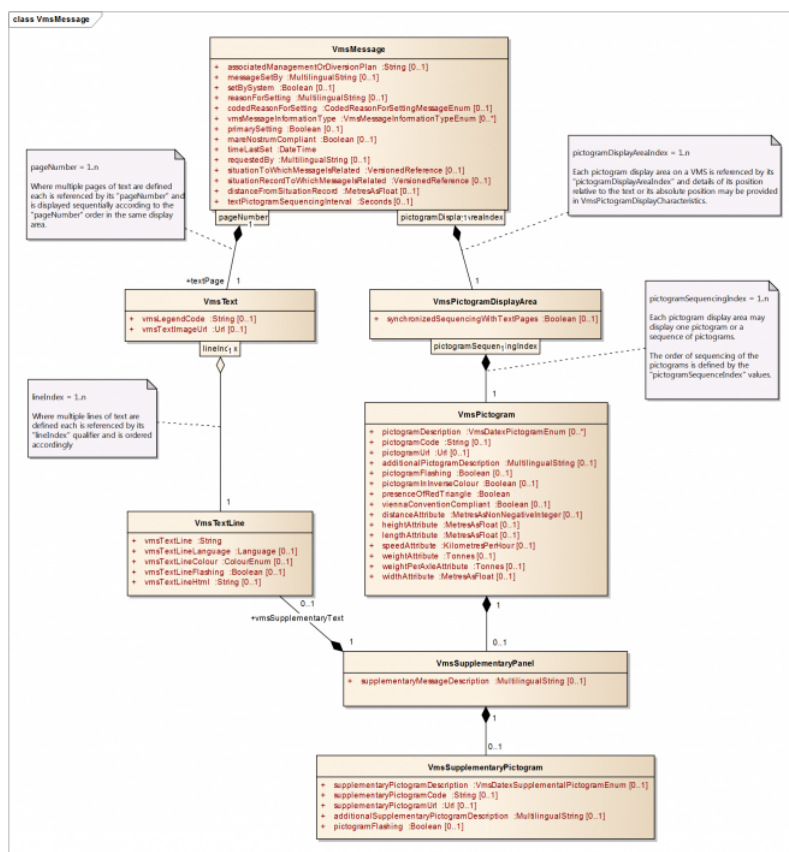 class VmsMessage
VmsMessage
+ associatedManagementOrDiversionPlan :String [0..1]
+ messageSetBy :MultilingualString [0..1]
+ setBySystem :Boolean [0..1]
+ reasonForSetting :MultilingualString [0..1]
+ codedReasonForSetting :CodedReasonForSettingMessageEnum [0..1]
+ vmsMessageInformationType :VmsMessageInformationTypeEnum [0..*]
+ primarySetting :Boolean [0..1]
+ mareNostrumCompliant :Boolean [0..1]
+ timeLastSet :DateTime
+ requestedBy :MultilingualString [0..1]
+ situationToWhichMessageIsRelated :VersionedReference [0..1]
+ situationRecordToWhichMessageIsRelated :VersionedReference [0..1]
+ distanceFromSituationRecord :MetresAsFloat [0..1]
+ textPictogramSequencingInterval :Seconds [0..1]
pageNumber = 1..n
Where multiple pages of text are defined
each is referenced by its "pageNumber" and
is displayed sequentially according to the
"pageNumber" order in the same display
area.
pictogramDisplayAreaIndex = 1..n
Each pictogram display area on a VMS is referenced by its
"pictogramDisplayAreaIndex" and details of its position
relative to the text or its absolute position may be provided
in VmsPictogramDisplayCharacteristics.
pageNumber
1
pictogramDispla1reaIndex
+textPage 1
1
VmsText
+ vmsLegendCode :String [0..1]
+ vmsTextImageUrl :Url [0..1]
lineInc1x
VmsPictogramDisplayArea
+ synchronizedSequencingWithTextPages :Boolean [0..1]
pictogramSequen1ingIndex
pictogramSequencingIndex = 1..n
Each pictogram display area may
display one pictogram or a
sequence of pictograms.
The order of sequencing of the
pictograms is defined by the
"pictogramSequenceIndex" values.
lineIndex = 1..n
Where multiple lines of text are
defined each is referenced by its
"lineIndex" qualifier and is ordered
accordingly
1
1
VmsPictogram
+ pictogramDescription :VmsDatexPictogramEnum [0..*]
+ pictogramCode :String [0..1]
+ pictogramUrl :Url [0..1]
+ additionalPictogramDescription :MultilingualString [0..1]
+ pictogramFlashing :Boolean [0..1]
+ pictogramInInverseColour :Boolean [0..1]
+ presenceOfRedTriangle :Boolean
+ viennaConventionCompliant :Boolean [0..1]
+ distanceAttribute :MetresAsNonNegativeInteger [0..1]
+ heightAttribute :MetresAsFloat [0..1]
+ lengthAttribute :MetresAsFloat [0..1]
+ speedAttribute :KilometresPerHour [0..1]
+ weightAttribute :Tonnes [0..1]
+ weightPerAxleAttribute :Tonnes [0..1]
+ widthAttribute :MetresAsFloat [0..1]
VmsTextLine
+ vmsTextLine :String
+ vmsTextLineLanguage :Language [0..1]
+ vmsTextLineColour :ColourEnum [0..1]
+ vmsTextLineFlashing :Boolean [0..1]
+ vmsTextLineHtml :String [0..1]
0..1
+vmsSupplementaryText
1
1
0..1
VmsSupplementaryPanel
+ supplementaryMessageDescription :MultilingualString [0..1]
1
0..1
VmsSupplementaryPictogram
+ supplementaryPictogramDescription :VmsDatexSupplementalPictogramEnum [0..1]
+ supplementaryPictogramCode :String [0..1]
+ supplementaryPictogramUrl :Url [0..1]
+ additionalSupplementaryPictogramDescription :MultilingualString [0..1]
+ pictogramFlashing :Boolean [0..1]